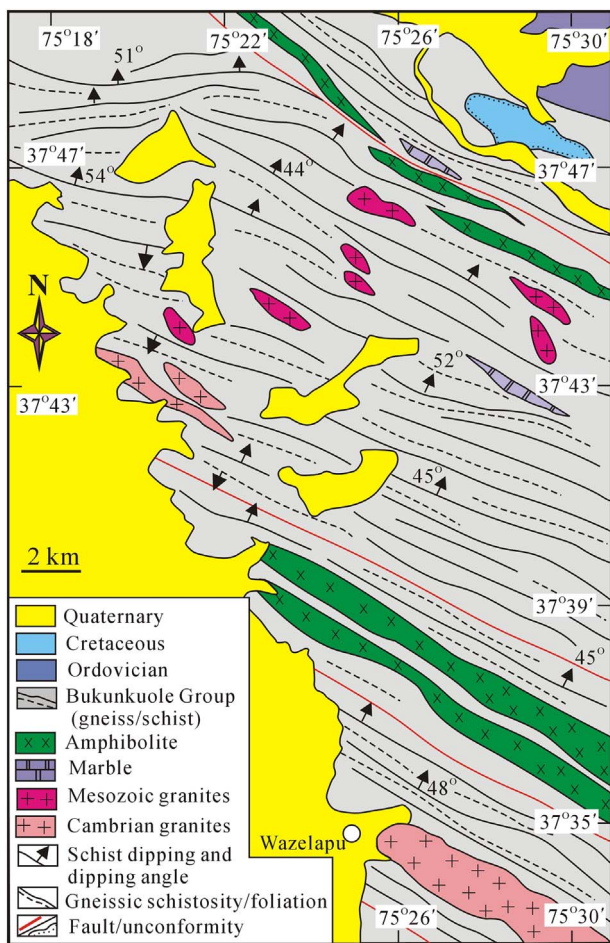 75°18′ 75°22′ 75°26′ 75°30′
51°
37°47′ 37°47′
54° 44°
N
52°
37°43′ 37°43′
45°
2 km
37°39′
45°
Quaternary
Cretaceous
Ordovician
Bukunkuole Group
(gneiss/schist)
Amphibolite
Marble
Mesozoic granites
Cambrian granites
Schist dipping and
dipping angle
Gneissic schistosity/foliation
Fault/unconformity
48°
37°35′
Wazelapu
75°26′ 75°30′